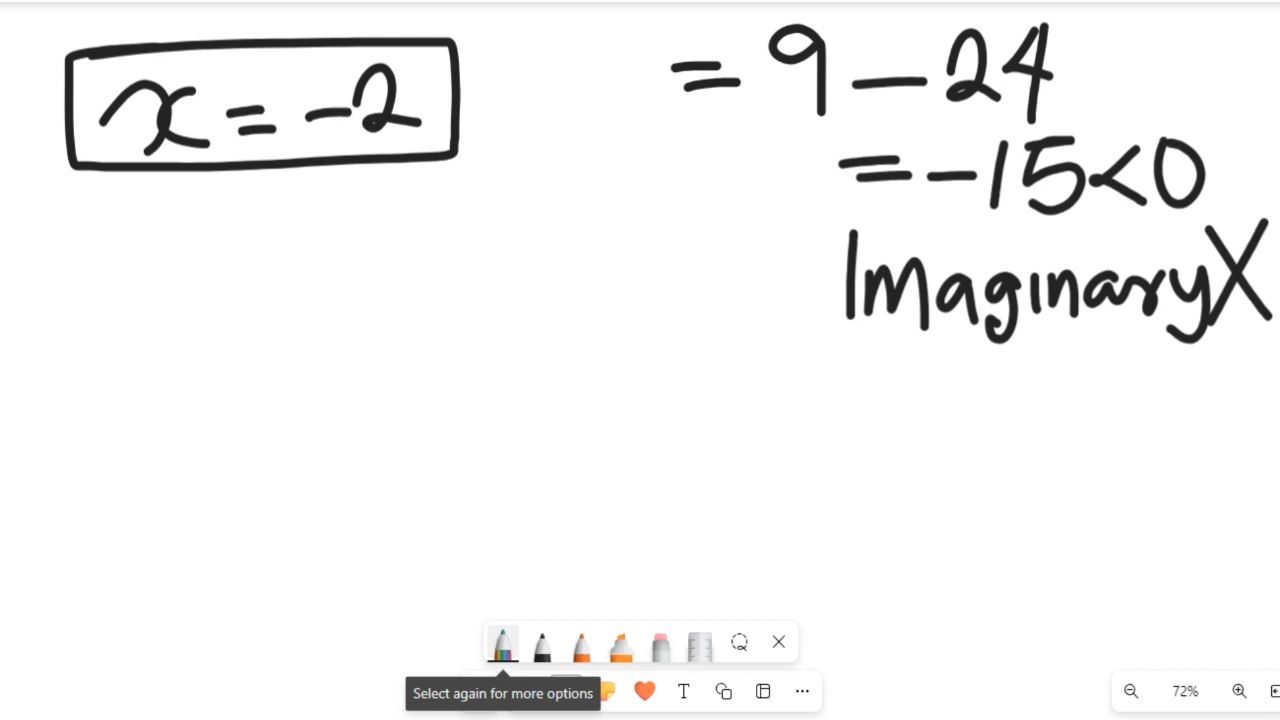 x = -2
= 9 - 24
= -15 < 0
Imaginary X
Select again for more options
T
72%